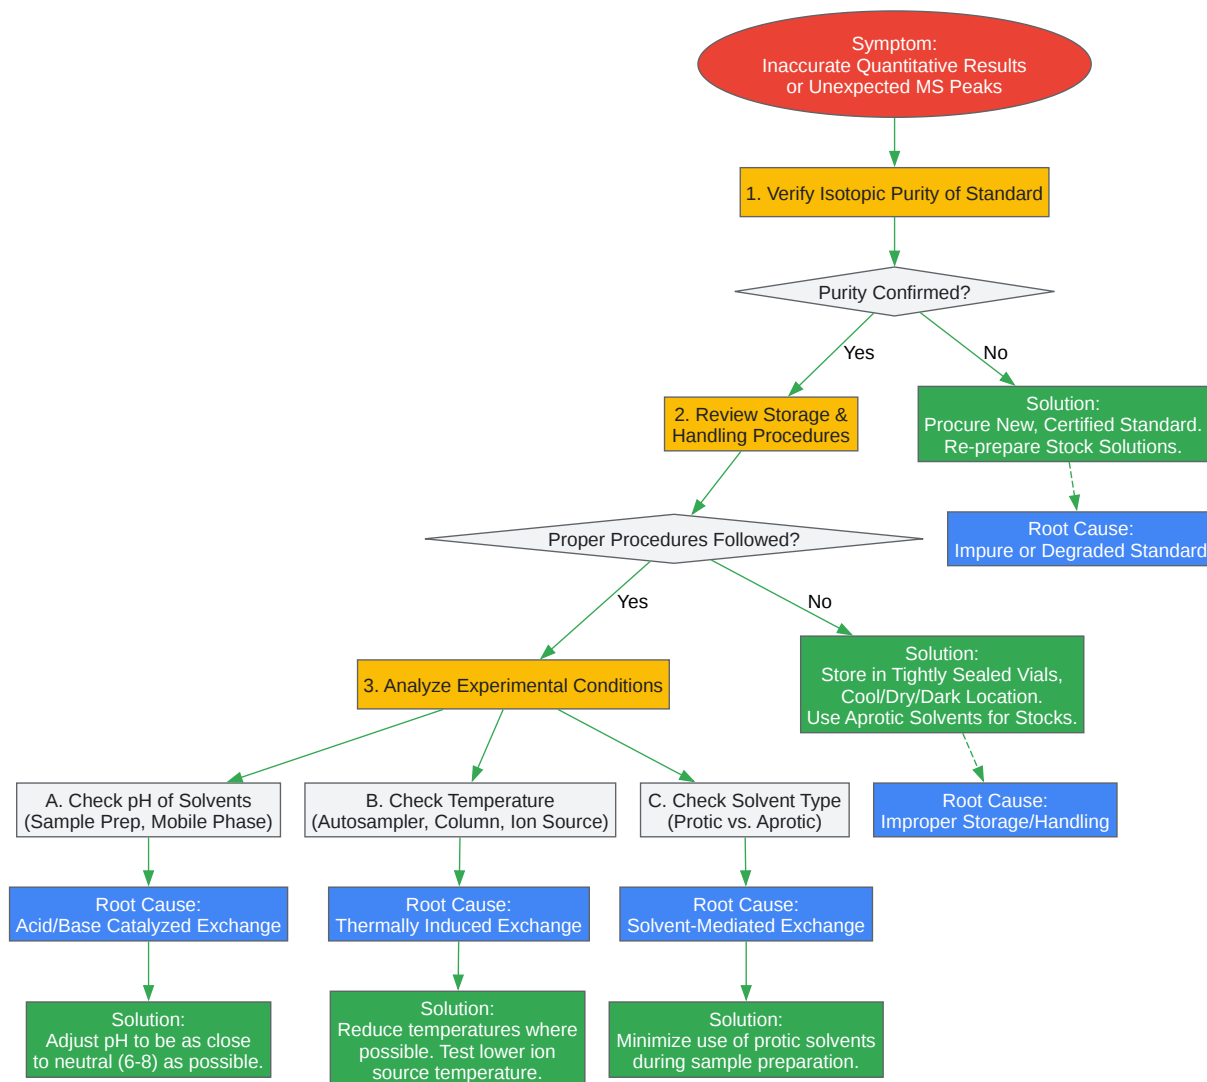 Symptom:
Inaccurate Quantitative Results
or Unexpected MS Peaks
1. Verify Isotopic Purity of Standard
Purity Confirmed?
Yes
No
2. Review Storage &
Handling Procedures
Solution:
Procure New, Certified Standard.
Re-prepare Stock Solutions.
Proper Procedures Followed?
Root Cause:
Impure or Degraded Standard
Yes
No
3. Analyze Experimental Conditions
Solution:
Store in Tightly Sealed Vials,
Cool/Dry/Dark Location.
Use Aprotic Solvents for Stocks.
A. Check pH of Solvents
(Sample Prep, Mobile Phase)
B. Check Temperature
(Autosampler, Column, Ion Source)
C. Check Solvent Type
(Protic vs. Aprotic)
Root Cause:
Improper Storage/Handling
Root Cause:
Acid/Base Catalyzed Exchange
Root Cause:
Thermally Induced Exchange
Root Cause:
Solvent-Mediated Exchange
Solution:
Adjust pH to be as close
to neutral (6-8) as possible.
Solution:
Reduce temperatures where
possible. Test lower ion
source temperature.
Solution:
Minimize use of protic solvents
during sample preparation.